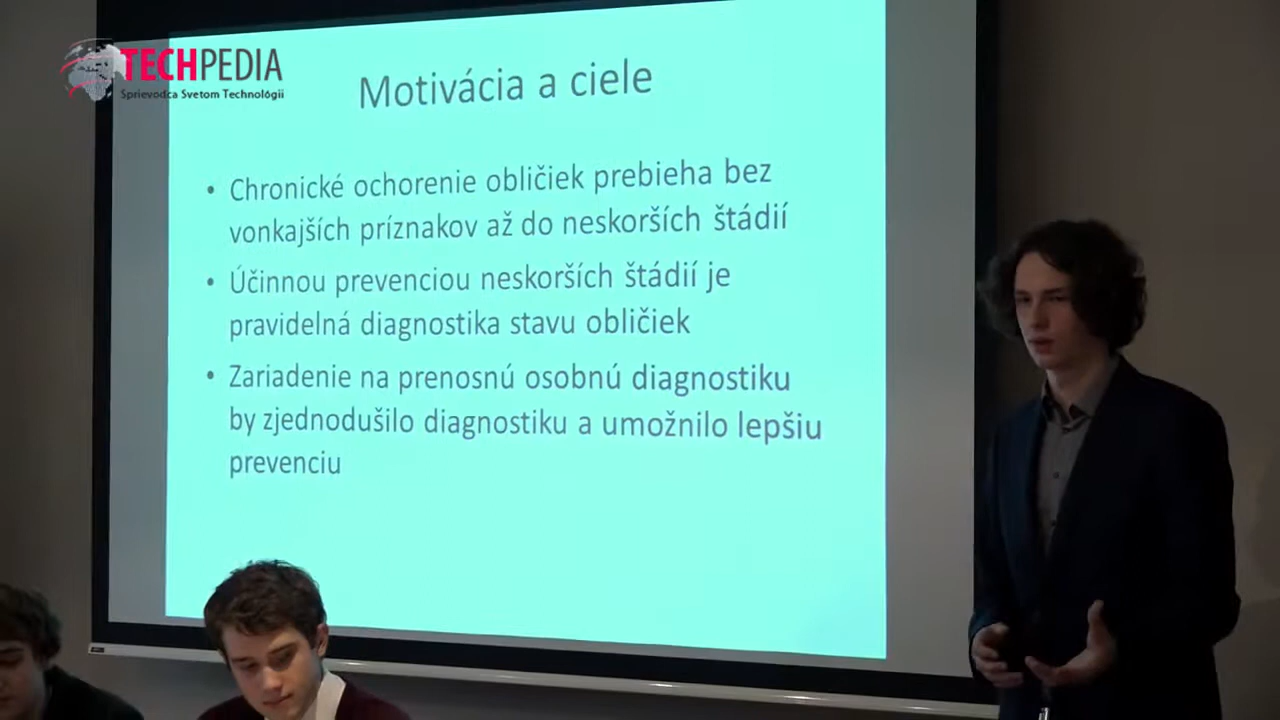 TECHPEDIA
Sprievodca Svetom Technológií
Motivácia a ciele
• Chronické ochorenie obličiek prebieha bez
vonkajších príznakov až do neskorších štádií
• Účinnou prevenciou neskorších štádií je
pravidelná diagnostika stavu obličiek
• Zariadenie na prenosnú osobnú diagnostiku
by zjednodušilo diagnostiku a umožnilo lepšiu
prevenciu